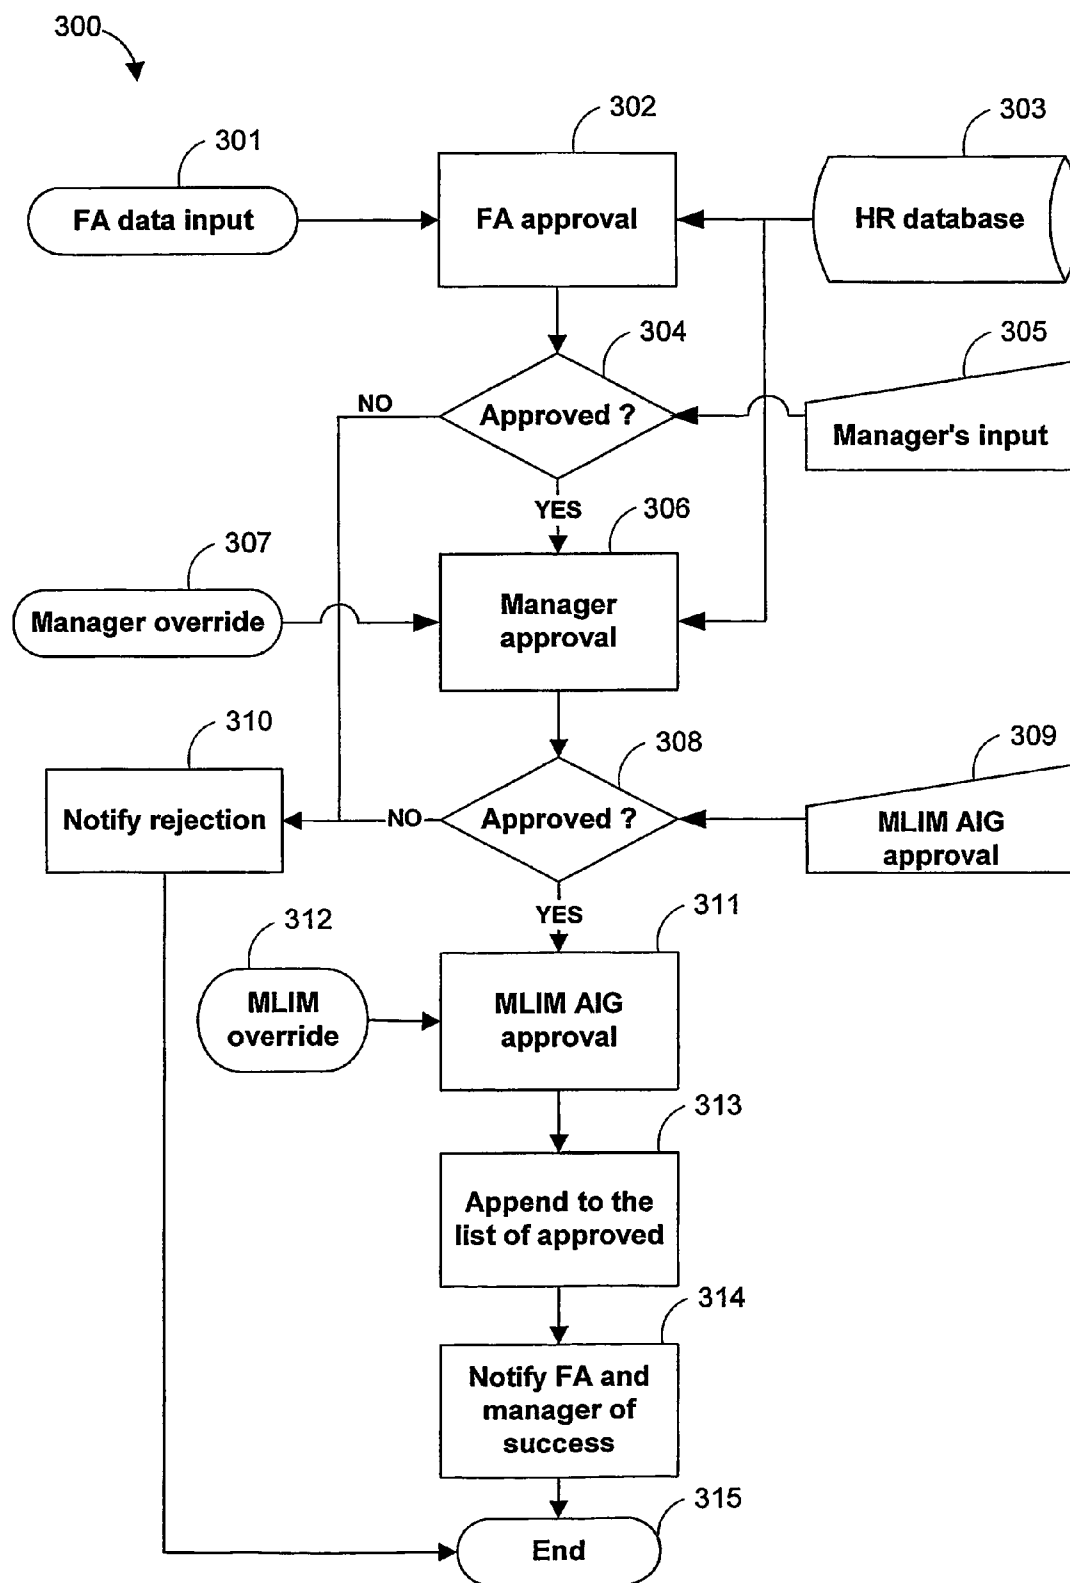 300
302
303
301
FA data input
FA approval
HR database
304
305
NO
Approved ?
Manager's input
YES
306
307
Manager override
Manager
approval
310
308
309
Notify rejection
NO
Approved ?
MLIM AIG
approval
YES
311
312
MLIM
override
MLIM AIG
approval
313
Append to the
list of approved
314
Notify FA and
manager of
success
315
End